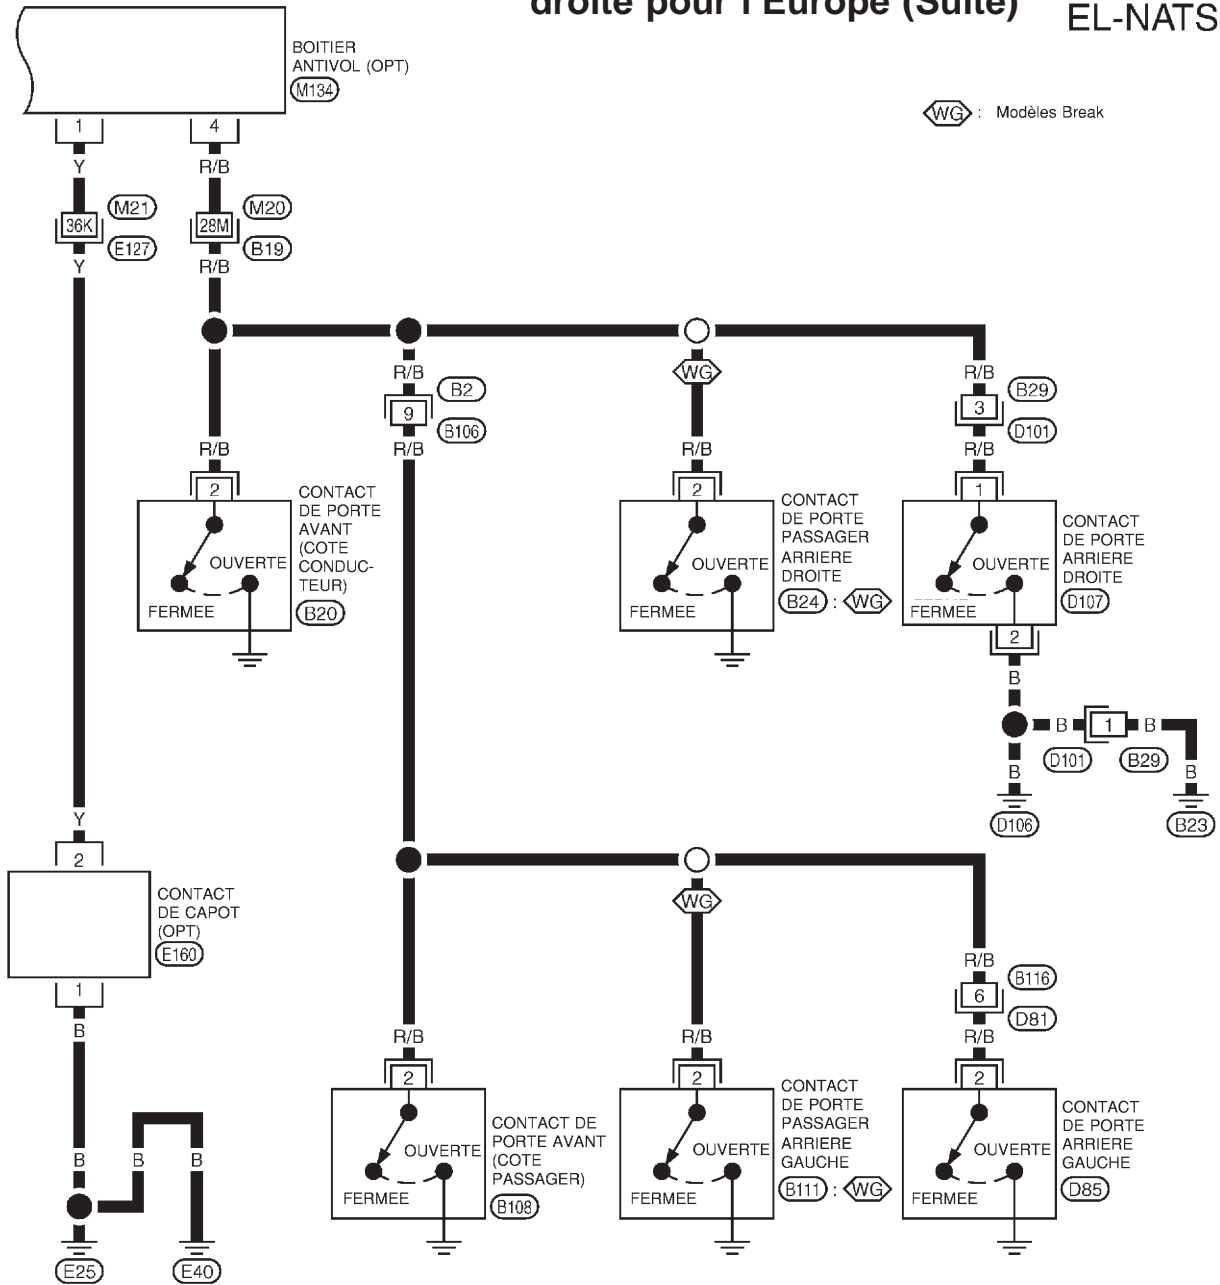 droite pour l'Europe (Suite)
EL-NATS
BOITIER
ANTIVOL (OPT)
M134
WG : Modèles Break
1
4
Y
R/B
36K
M21
E127
28M
M20
B19
Y
R/B
R/B
B2
9
B106
R/B
WG
R/B
B29
3
D101
R/B
R/B
R/B
2
CONTACT
DE PORTE
AVANT
(COTE
CONDUC-
TEUR)
B20
OUVERTE
FERMEE
2
CONTACT
DE PORTE
PASSAGER
ARRIERE
DROITE
B24 : WG
OUVERTE
FERMEE
1
CONTACT
DE PORTE
ARRIERE
DROITE
D107
OUVERTE
FERMEE
2
B
B
1
B
D101
B29
B
B
D106
B23
Y
2
CONTACT
DE CAPOT
(OPT)
E160
1
B
WG
R/B
B116
6
D81
R/B
R/B
R/B
2
CONTACT DE
PORTE AVANT
(COTE
PASSAGER)
B108
OUVERTE
FERMEE
2
CONTACT
DE PORTE
PASSAGER
ARRIERE
GAUCHE
B111 : WG
OUVERTE
FERMEE
2
CONTACT
DE PORTE
ARRIERE
GAUCHE
D85
OUVERTE
FERMEE
B
B
B
E25
E40